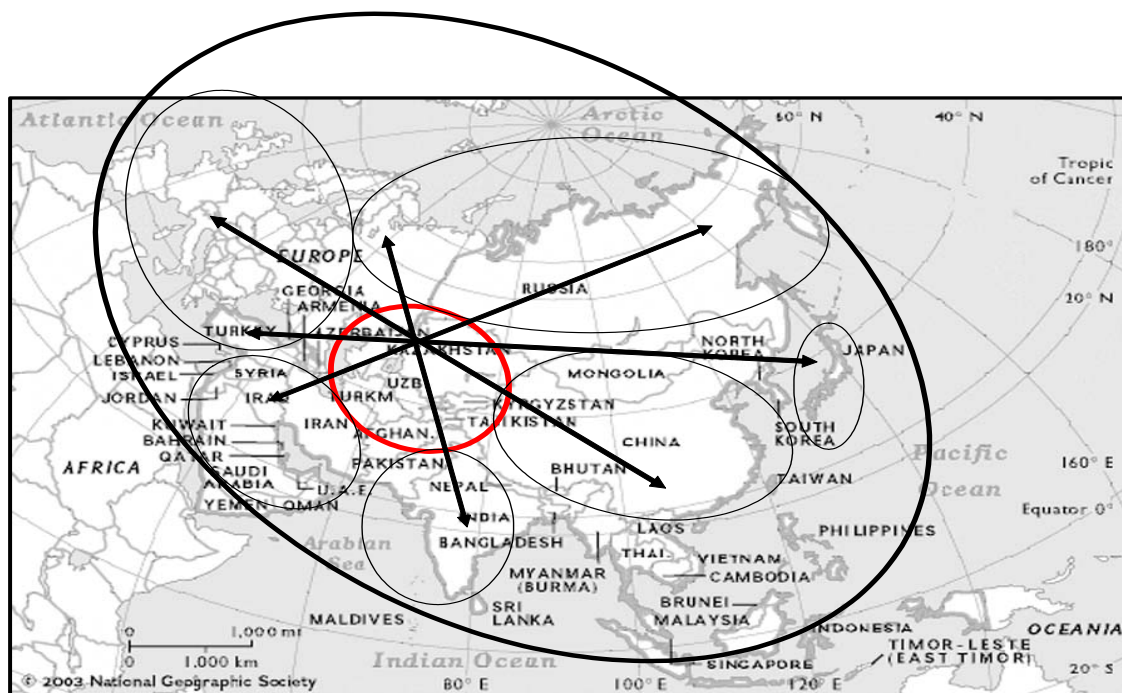 Atlantic Ocean
Arctic
Ocean
60° N
40° N
Tropic
of Cancer
180°
20° N
EUROPE
GEORGIA
ARMENIA
RUSSIA
TURKEY
AZERBAIJAN
CYPRUS
LEBANON
ISRAEL
JORDAN
SYRIA
IRAQ
KAZAKHSTAN
UZB.
TURKM.
KYRGYZSTAN
TAJIKISTAN
NORTH
KOREA
JAPAN
MONGOLIA
SOUTH
KOREA
CHINA
IRAN
AFGHAN.
PAKISTAN
KUWAIT
BAHRAIN
QATAR
AFRICA
SAUDI
ARABIA
U.A.E.
YEMEN
OMAN
NEPAL
BHUTAN
TAIWAN
Pacific
Ocean
160° E
Equator 0°
INDIA
BANGLADESH
LAOS
PHILIPPINES
Arabian
Sea
THAI.
VIETNAM
CAMBODIA
MYANMAR
(BURMA)
BRUNEI
MALAYSIA
SRI
LANKA
MALDIVES
INDONESIA
OCEANIA
TIMOR-LESTE
(EAST TIMOR)
SINGAPORE
0
1,000 mi
0
1,000 km
Indian Ocean
© 2003 National Geographic Society
80° E
100° E
120° E
20° S